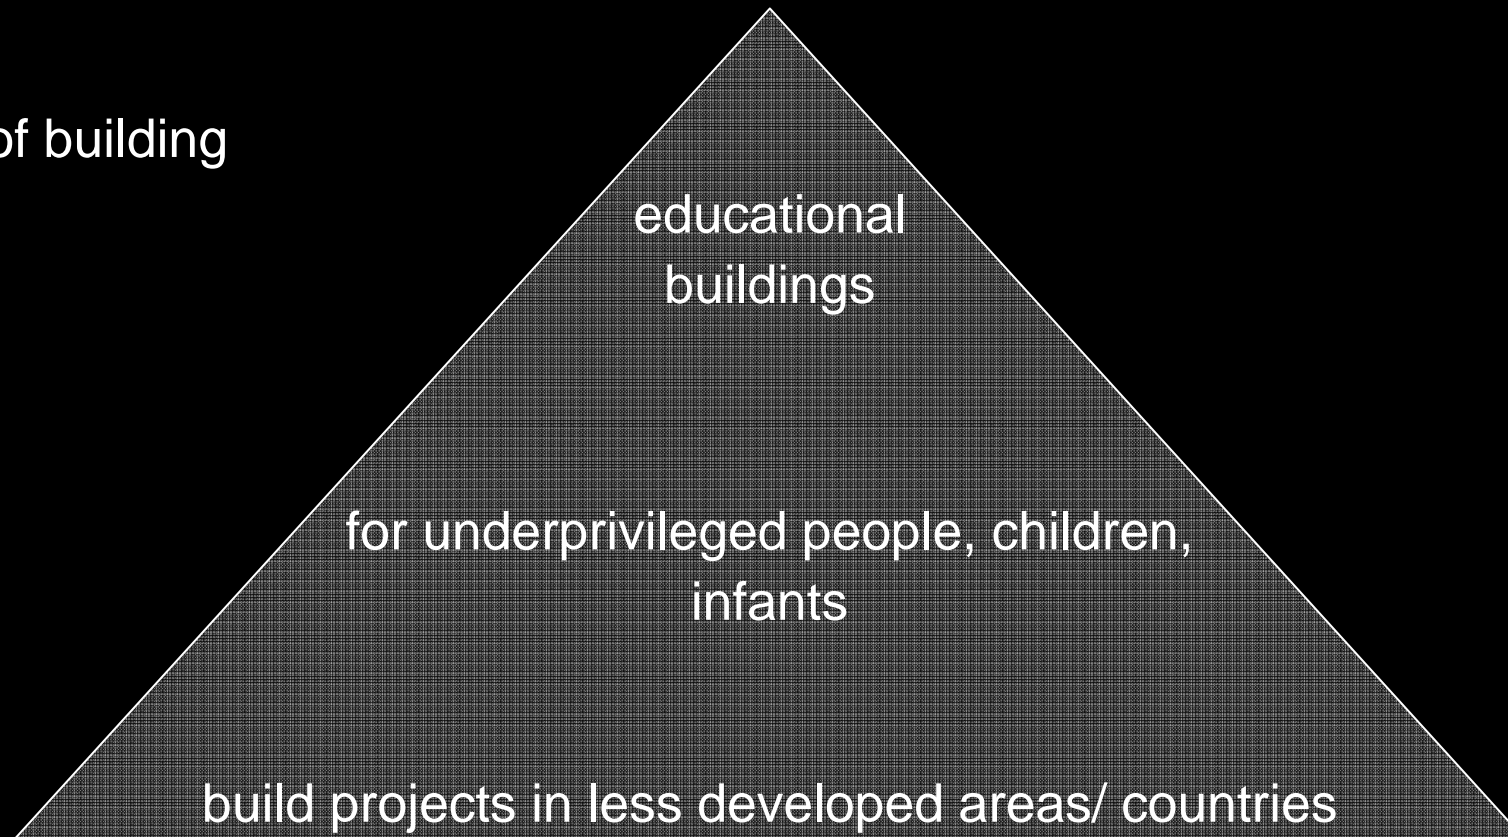 of building
educational
buildings
for underprivileged people, children,
infants
build projects in less developed areas/ countries